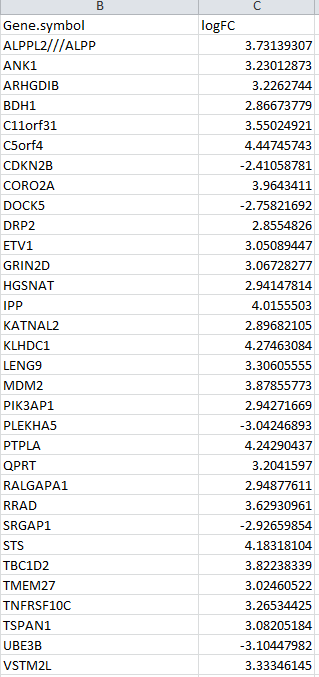 B C
Gene.symbol logFC
ALPPL2///ALPP 3.73139307
ANK1 3.23012873
ARHGDIB 3.2262744
BDH1 2.86673779
C11orf31 3.55024921
C5orf4 4.44745743
CDKN2B -2.41058781
CORO2A 3.9643411
DOCK5 -2.75821692
DRP2 2.8554826
ETV1 3.05089447
GRIN2D 3.06728277
HGSNAT 2.94147814
IPP 4.0155503
KATNAL2 2.89682105
KLHDC1 4.27463084
LENG9 3.30605555
MDM2 3.87855773
PIK3AP1 2.94271669
PLEKHA5 -3.04246893
PTPLA 4.24290437
QPRT 3.2041597
RALGAPA1 2.94877611
RRAD 3.62930961
SRGAP1 -2.92659854
STS 4.18318104
TBC1D2 3.82238339
TMEM27 3.02460522
TNFRSF10C 3.26534425
TSPAN1 3.08205184
UBE3B -3.10447982
VSTM2L 3.33346145